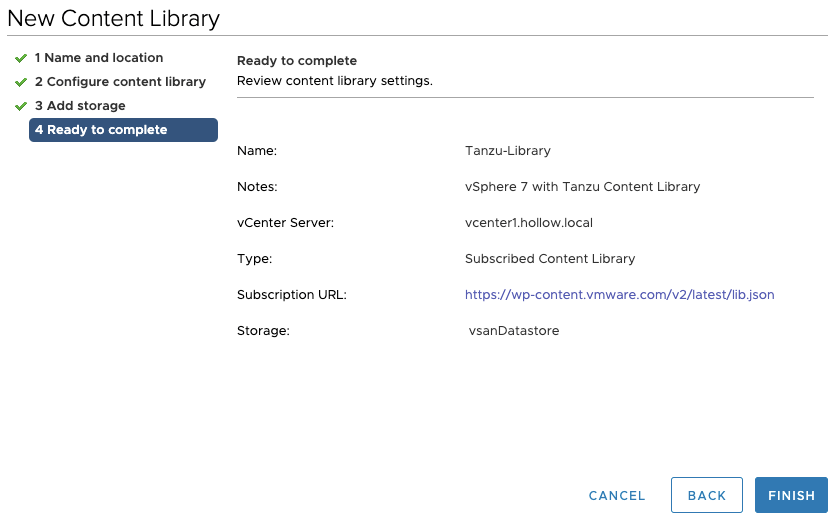 New Content Library
1 Name and location
2 Configure content library
3 Add storage
4 Ready to complete
Ready to complete
Review content library settings.
Name: Tanzu-Library
Notes: vSphere 7 with Tanzu Content Library
vCenter Server: vcenter1.hollow.local
Type: Subscribed Content Library
Subscription URL: https://wp-content.vmware.com/v2/latest/lib.json
Storage: vsanDatastore
CANCEL BACK FINISH